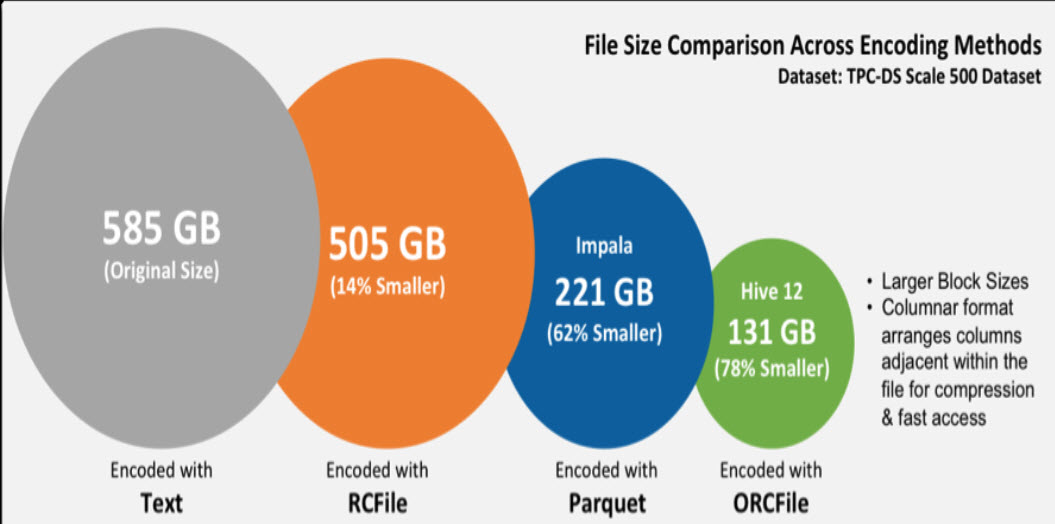 File Size Comparison Across Encoding Methods
Dataset: TPC-DS Scale 500 Dataset
585 GB
(Original Size)
505 GB
(14% Smaller)
Impala
221 GB
(62% Smaller)
Hive 12
131 GB
(78% Smaller)
• Larger Block Sizes
• Columnar format
arranges columns
adjacent within the
file for compression
& fast access
Encoded with
Text
Encoded with
RCFile
Encoded with
Parquet
Encoded with
ORCFile